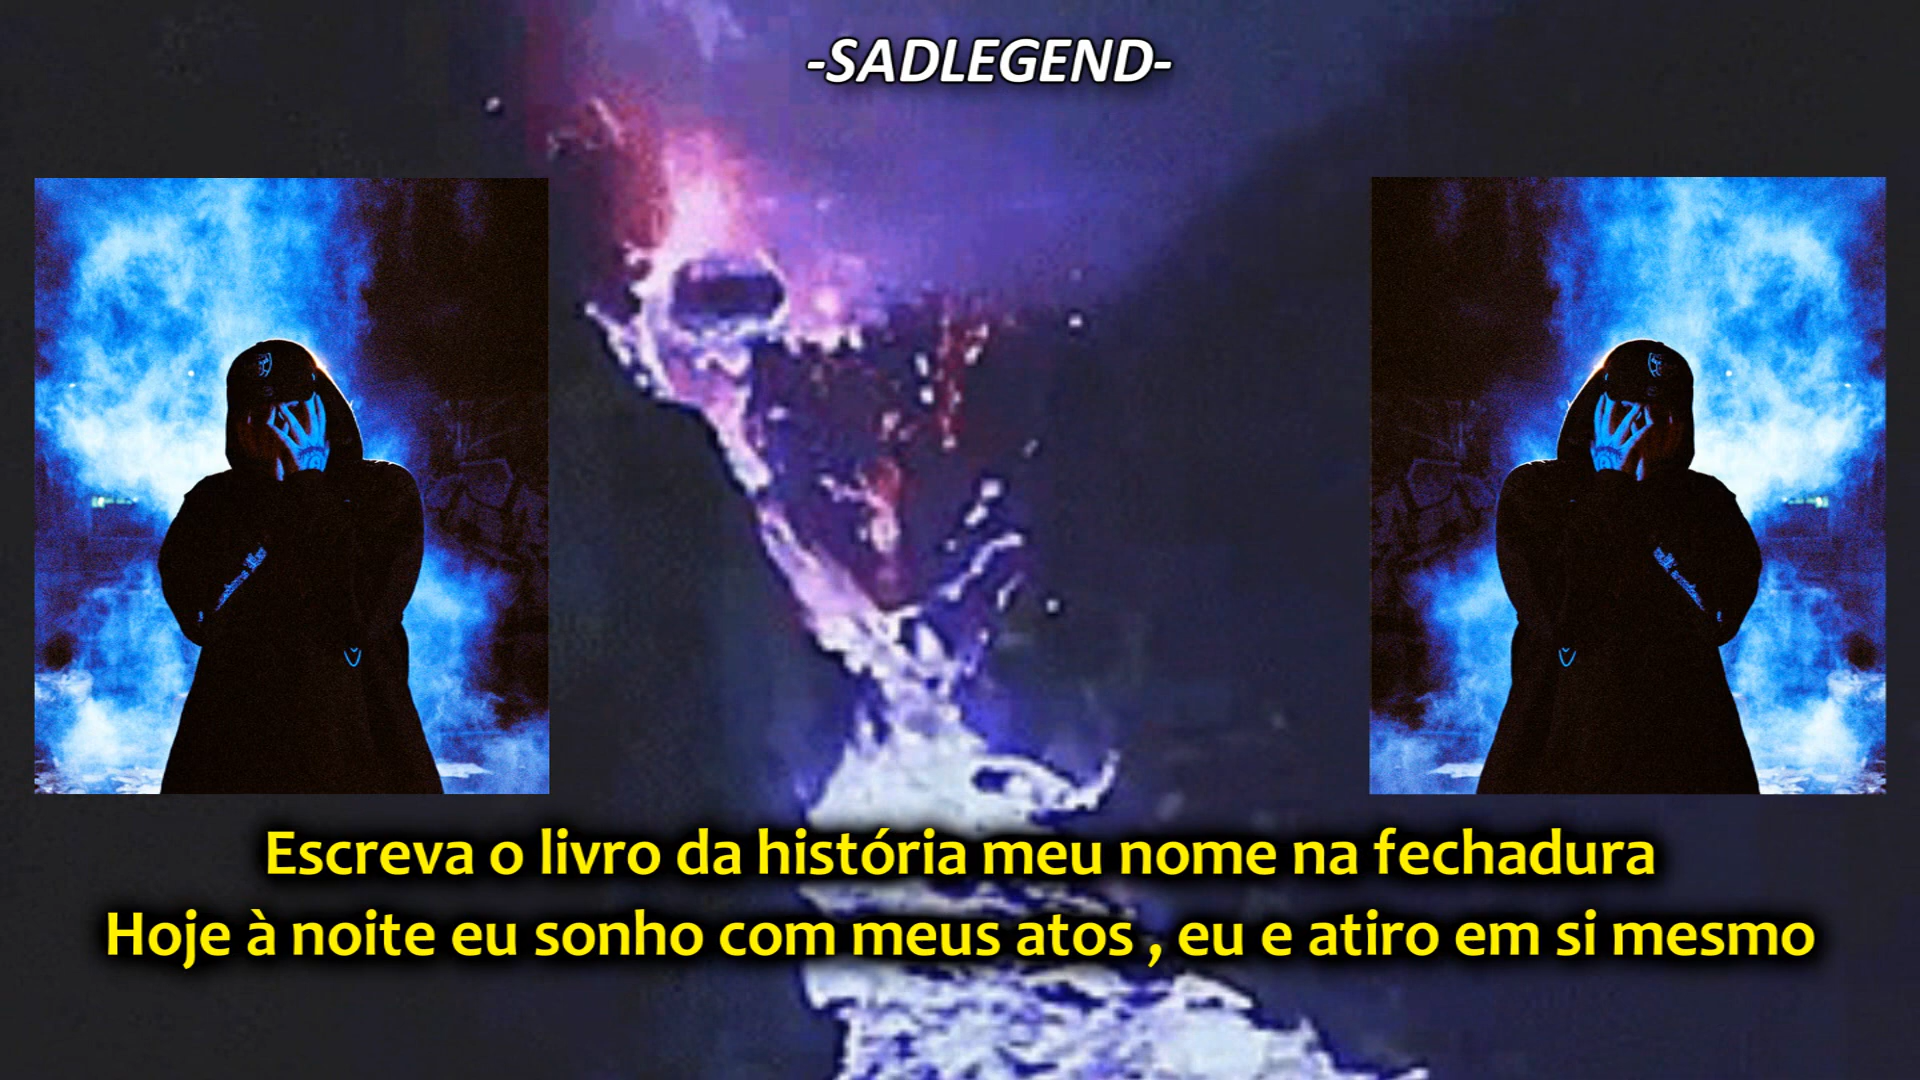 -SADLEGEND-
Escreva o livro da história meu nome na fechadura
Hoje à noite eu sonho com meus atos , eu e atiro em si mesmo